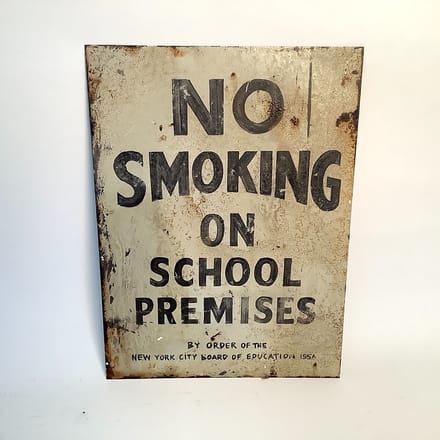 NO
SMOKING
ON
SCHOOL
PREMISES
BY ORDER OF THE
NEW YORK CITY BOARD OF EDUCATION